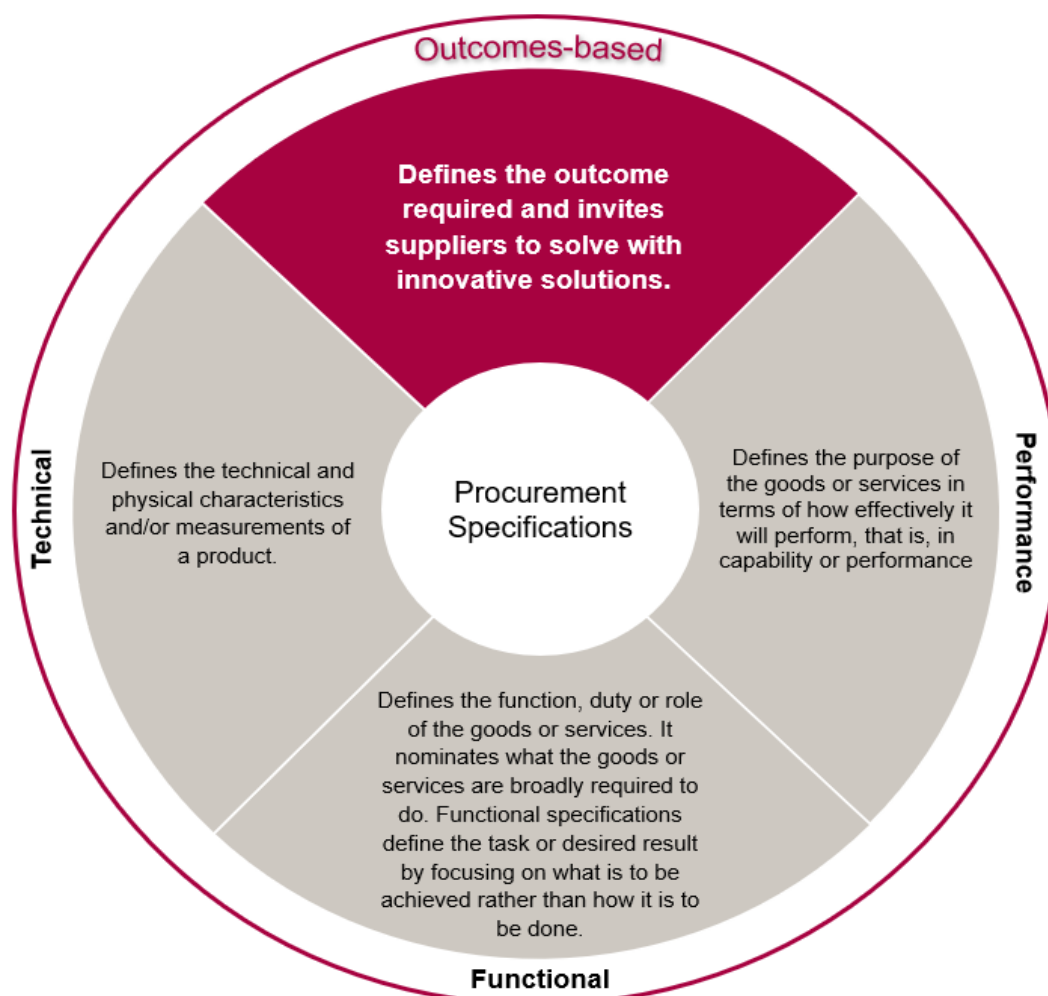 Outcomes-based
Defines the outcome
required and invites
suppliers to solve with
innovative solutions.
Technical
Defines the technical and
physical characteristics
and/or measurements of
a product.
Procurement
Specifications
Defines the purpose of
the goods or services in
terms of how effectively it
will perform, that is, in
capability or performance
Performance
Defines the function, duty or role
of the goods or services. It
nominates what the goods or
services are broadly required to
do. Functional specifications
define the task or desired result
by focusing on what is to be
achieved rather than how it is to
be done.
Functional